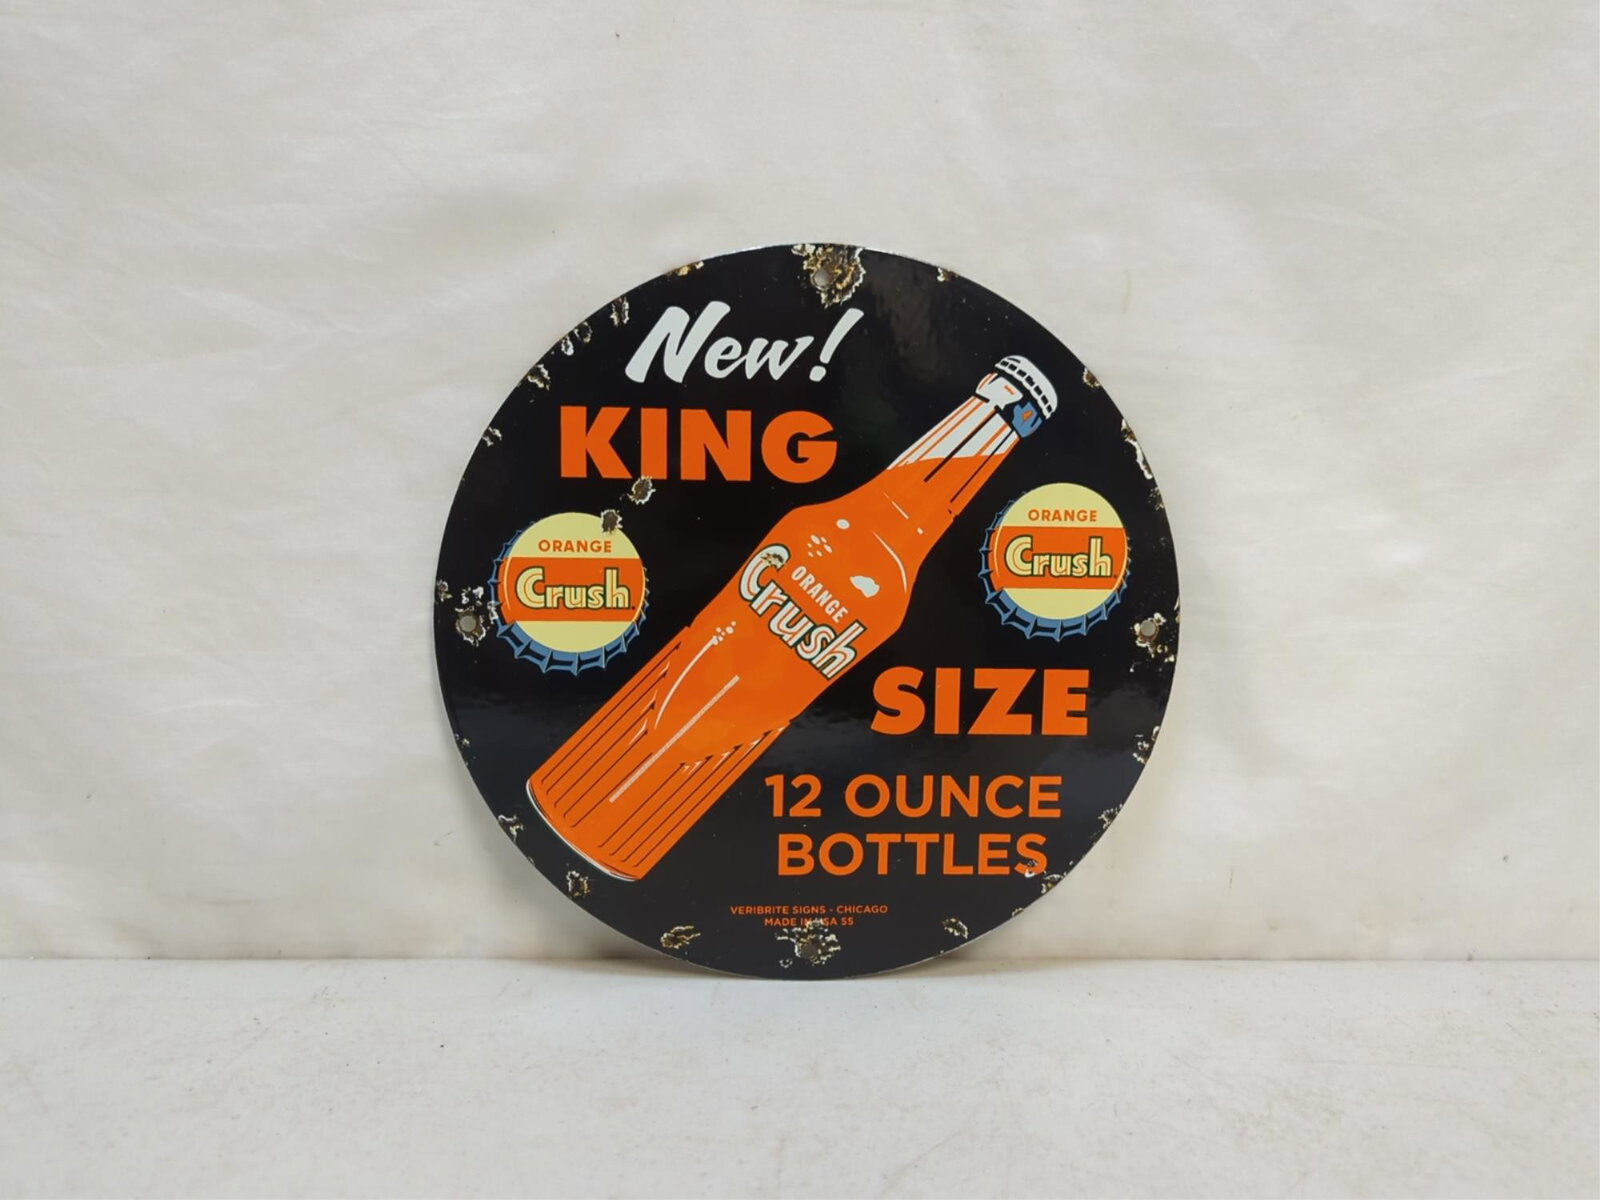 New!
KING
ORANGE
Crush
ORANGE
Crush
ORANGE
Crush
SIZE
12 OUNCE
BOTTLES
VERIBRITE SIGNS - CHICAGO
MADE IN USA 55